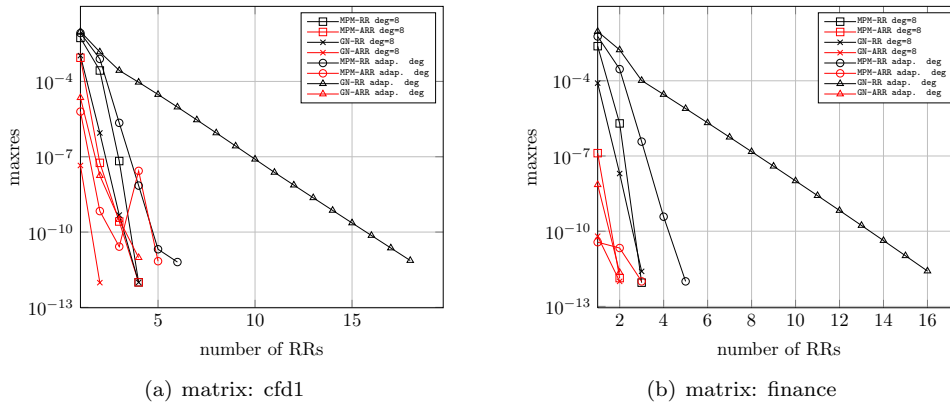 MPM-RR deg=8
MPM-ARR deg=8
GN-RR deg=8
GN-ARR deg=8
MPM-RR adap. deg
MPM-ARR adap. deg
GN-RR adap. deg
GN-ARR adap. deg
10−4
10−7
10−10
10−13
maxres
5 10 15
number of RRs
(a) matrix: cfd1
MPM-RR deg=8
MPM-ARR deg=8
GN-RR deg=8
GN-ARR deg=8
MPM-RR adap. deg
MPM-ARR adap. deg
GN-RR adap. deg
GN-ARR adap. deg
10−4
10−7
10−10
10−13
maxres
2 4 6 8 10 12 14 16
number of RRs
(b) matrix: finance